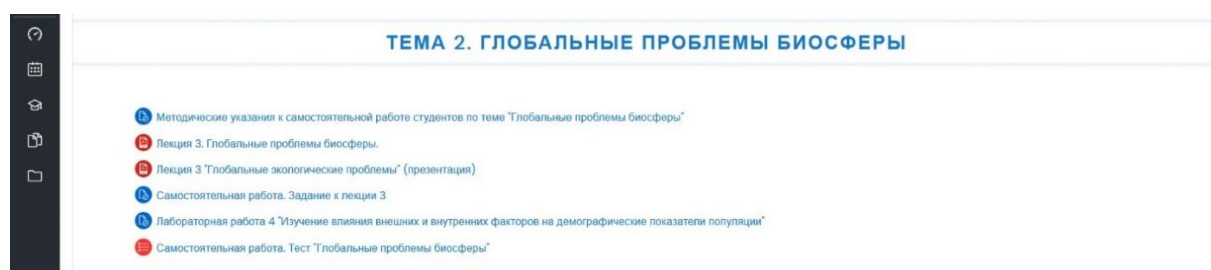 ТЕМА 2. ГЛОБАЛЬНЫЕ ПРОБЛЕМЫ БИОСФЕРЫ
Методические указания к самостоятельной работе студентов по теме "Глобальные проблемы биосферы"
Лекция 3. Глобальные проблемы биосферы.
Лекция 3 "Глобальные экологические проблемы" (презентация)
Самостоятельная работа. Задание к лекции 3
Лабораторная работа 4 "Изучение влияния внешних и внутренних факторов на демографические показатели популяции"
Самостоятельная работа. Тест "Глобальные проблемы биосферы"